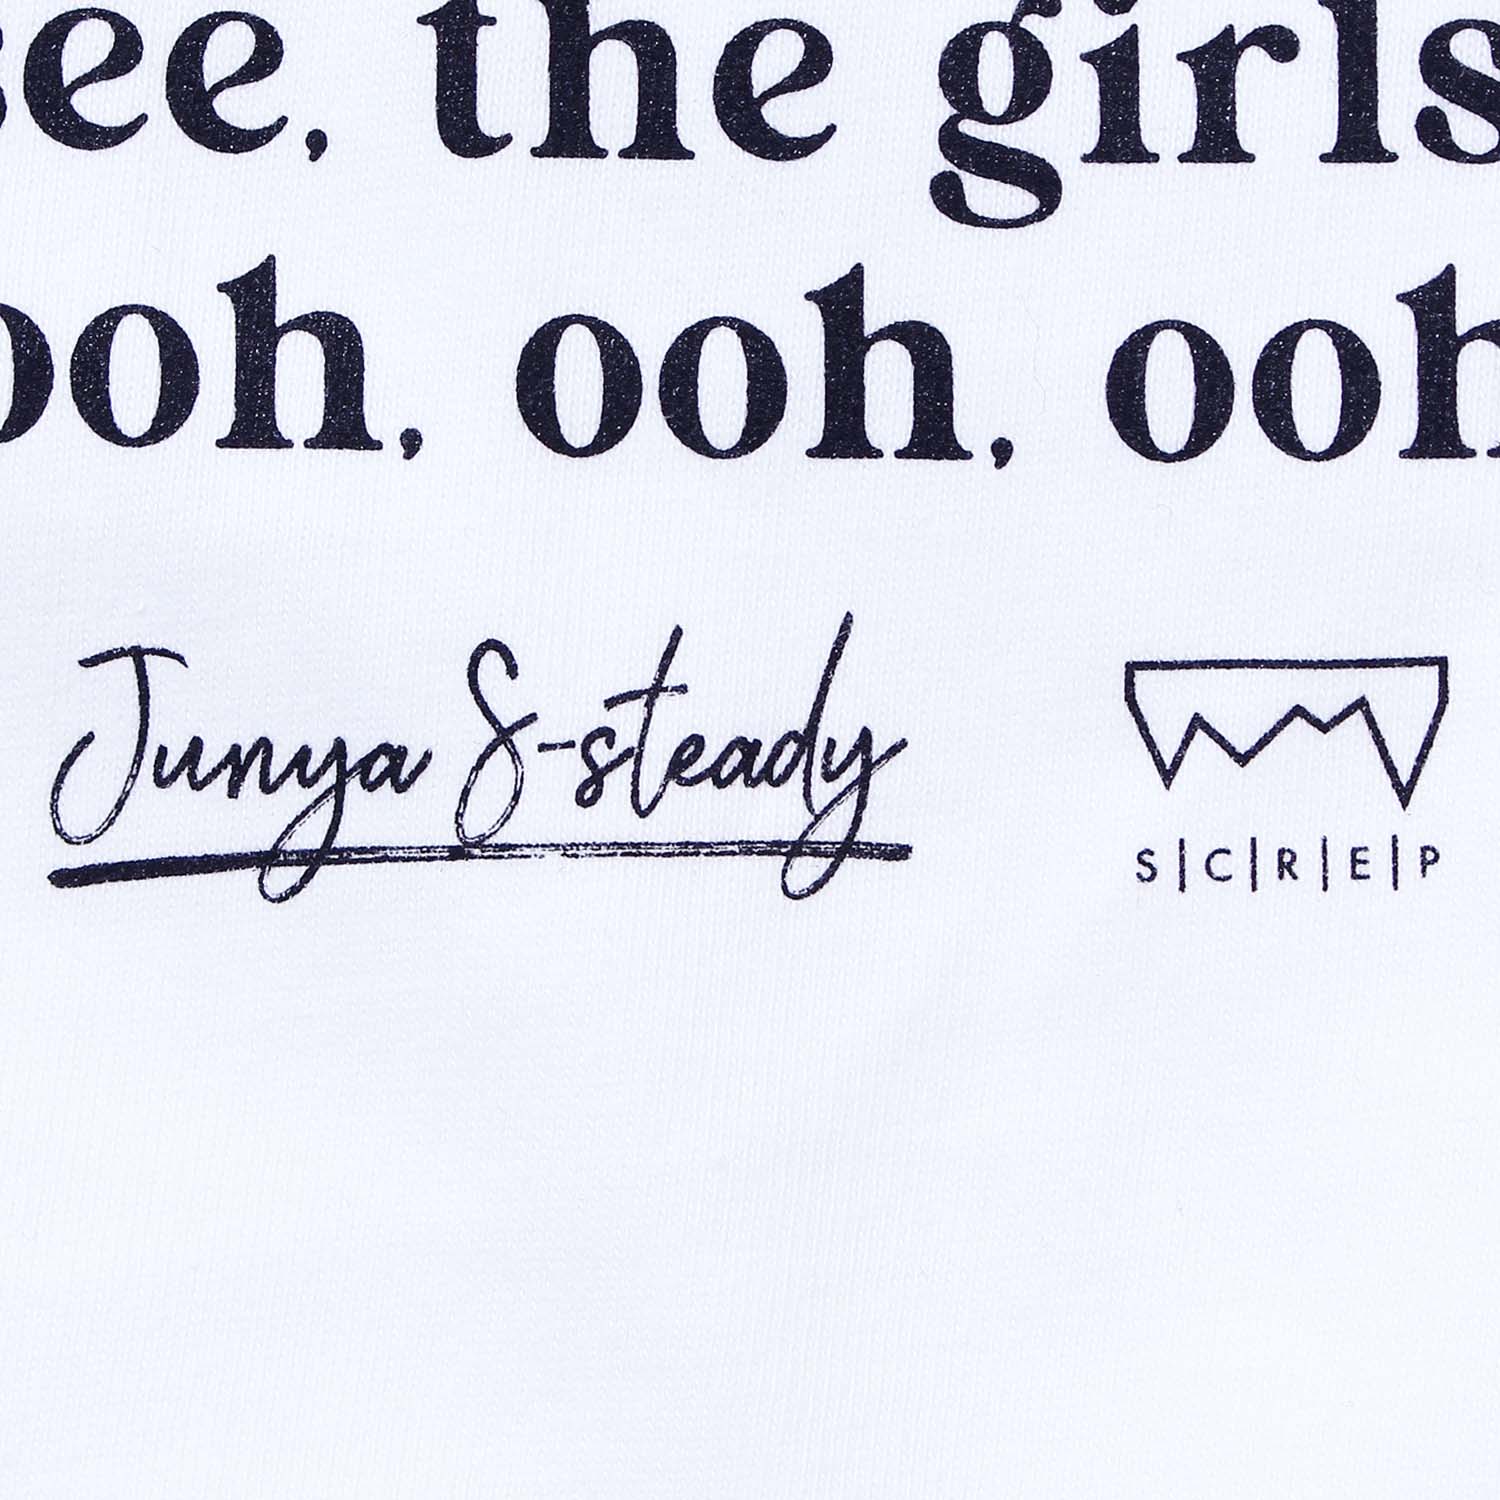 see, the girls
ooh, ooh, ooh
Junya S-steady
S|C|R|E|P